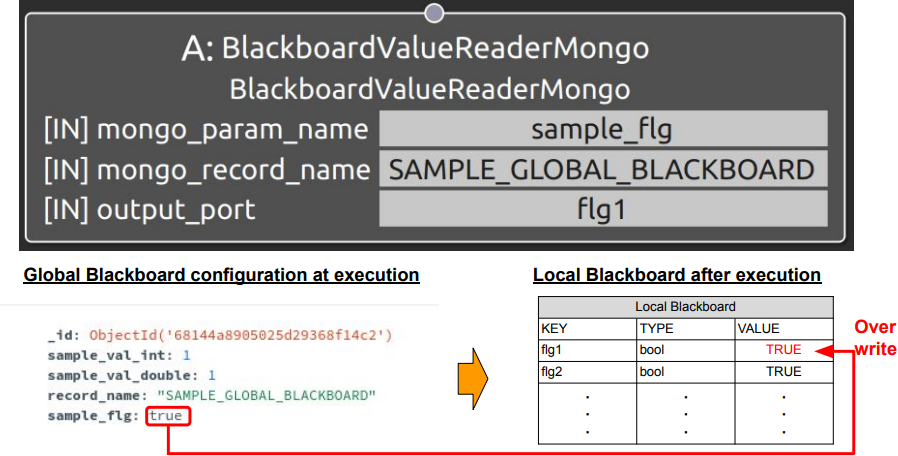 A: BlackboardValueReaderMongo
BlackboardValueReaderMongo
[IN] mongo_param_name sample_flg
[IN] mongo_record_name SAMPLE_GLOBAL_BLACKBOARD
[IN] output_port flg1
Global Blackboard configuration at execution
_id: ObjectId('68144a8905025d29368f14c2')
sample_val_int: 1
sample_val_double: 1
record_name: "SAMPLE_GLOBAL_BLACKBOARD"
sample_flg: true
Local Blackboard after execution
Local Blackboard
KEY TYPE VALUE
flg1 bool TRUE
flg2 bool TRUE
. . .
. . .
. . .
Over
write